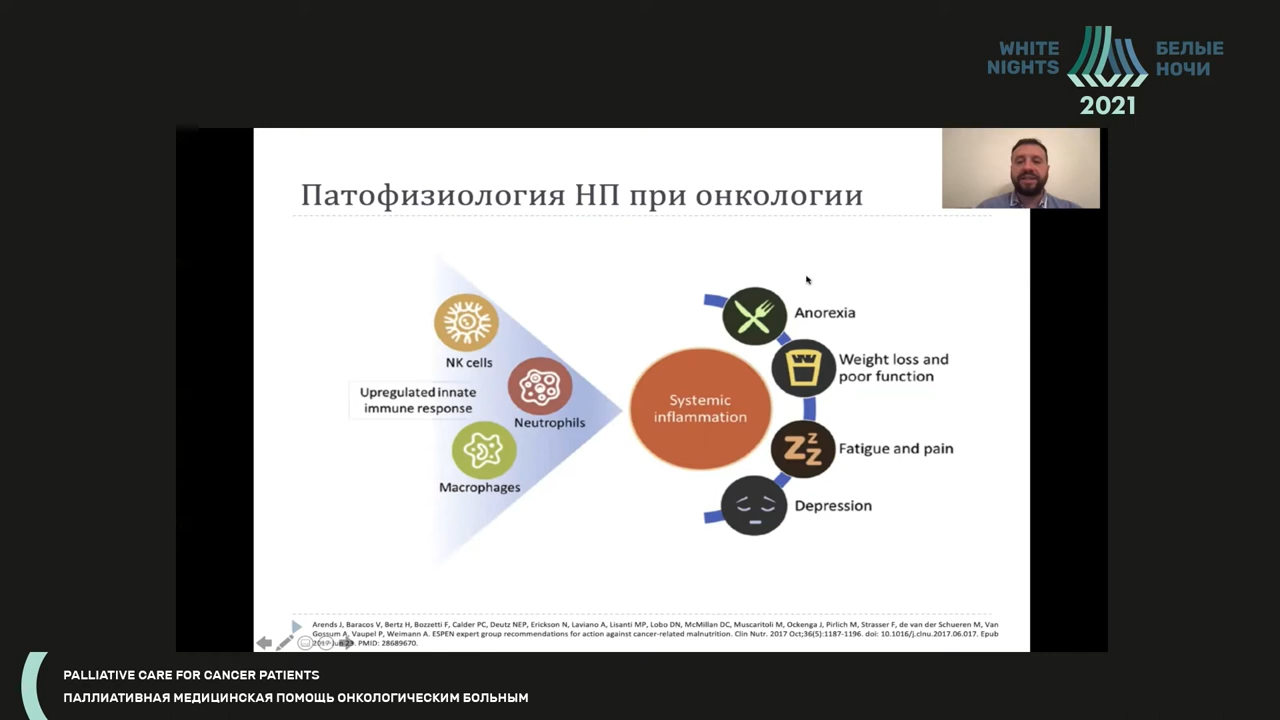 WHITE
NIGHTS
БЕЛЫЕ
НОЧИ
2021
Патофизиология НП при онкологии
NK cells
Upregulated innate
immune response
Neutrophils
Macrophages
Systemic
inflammation
Anorexia
Weight loss and
poor function
Fatigue and pain
Depression
Arends J, Baracos V, Bertz H, Bozzetti F, Calder PC, Deutz NEP, Erickson N, Laviano A, Lisanti MP, Lobo DN, McMillan DC, Muscaritoli M, Ockenga J, Pirlich M, Strasser F, de van der Schueren M, Van
Gossum A, Vaupel P, Weimann A. ESPEN expert group recommendations for action against cancer-related malnutrition. Clin Nutr. 2017 Oct;36(5):1187-1196. doi: 10.1016/j.clnu.2017.06.017. Epub
PMID: 28689670.
PALLIATIVE CARE FOR CANCER PATIENTS
ПАЛЛИАТИВНАЯ МЕДИЦИНСКАЯ ПОМОЩЬ ОНКОЛОГИЧЕСКИМ БОЛЬНЫМ